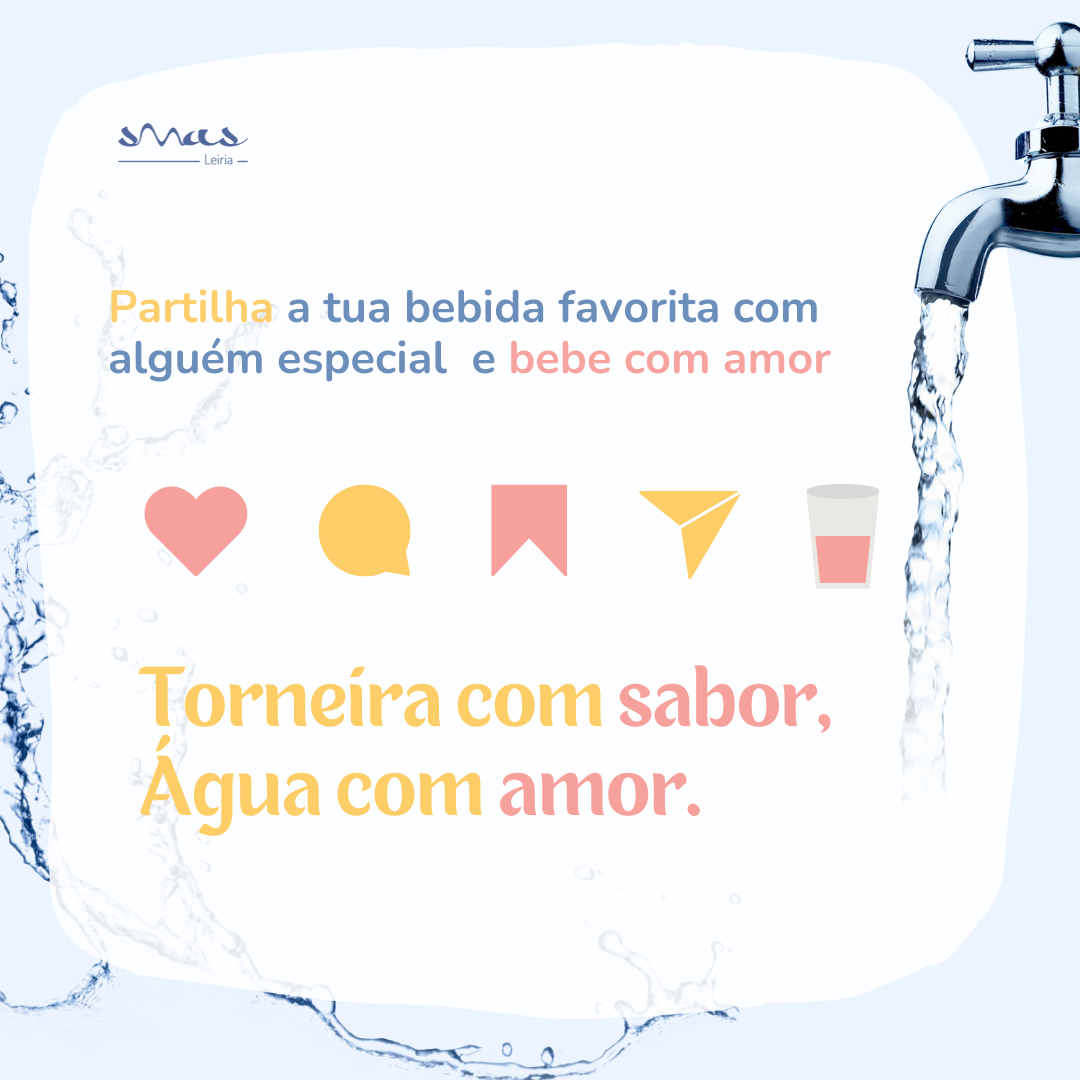 smas
Leiria
Partilha a tua bebida favorita com
alguém especial e bebe com amor
Torneira com sabor,
Água com amor.